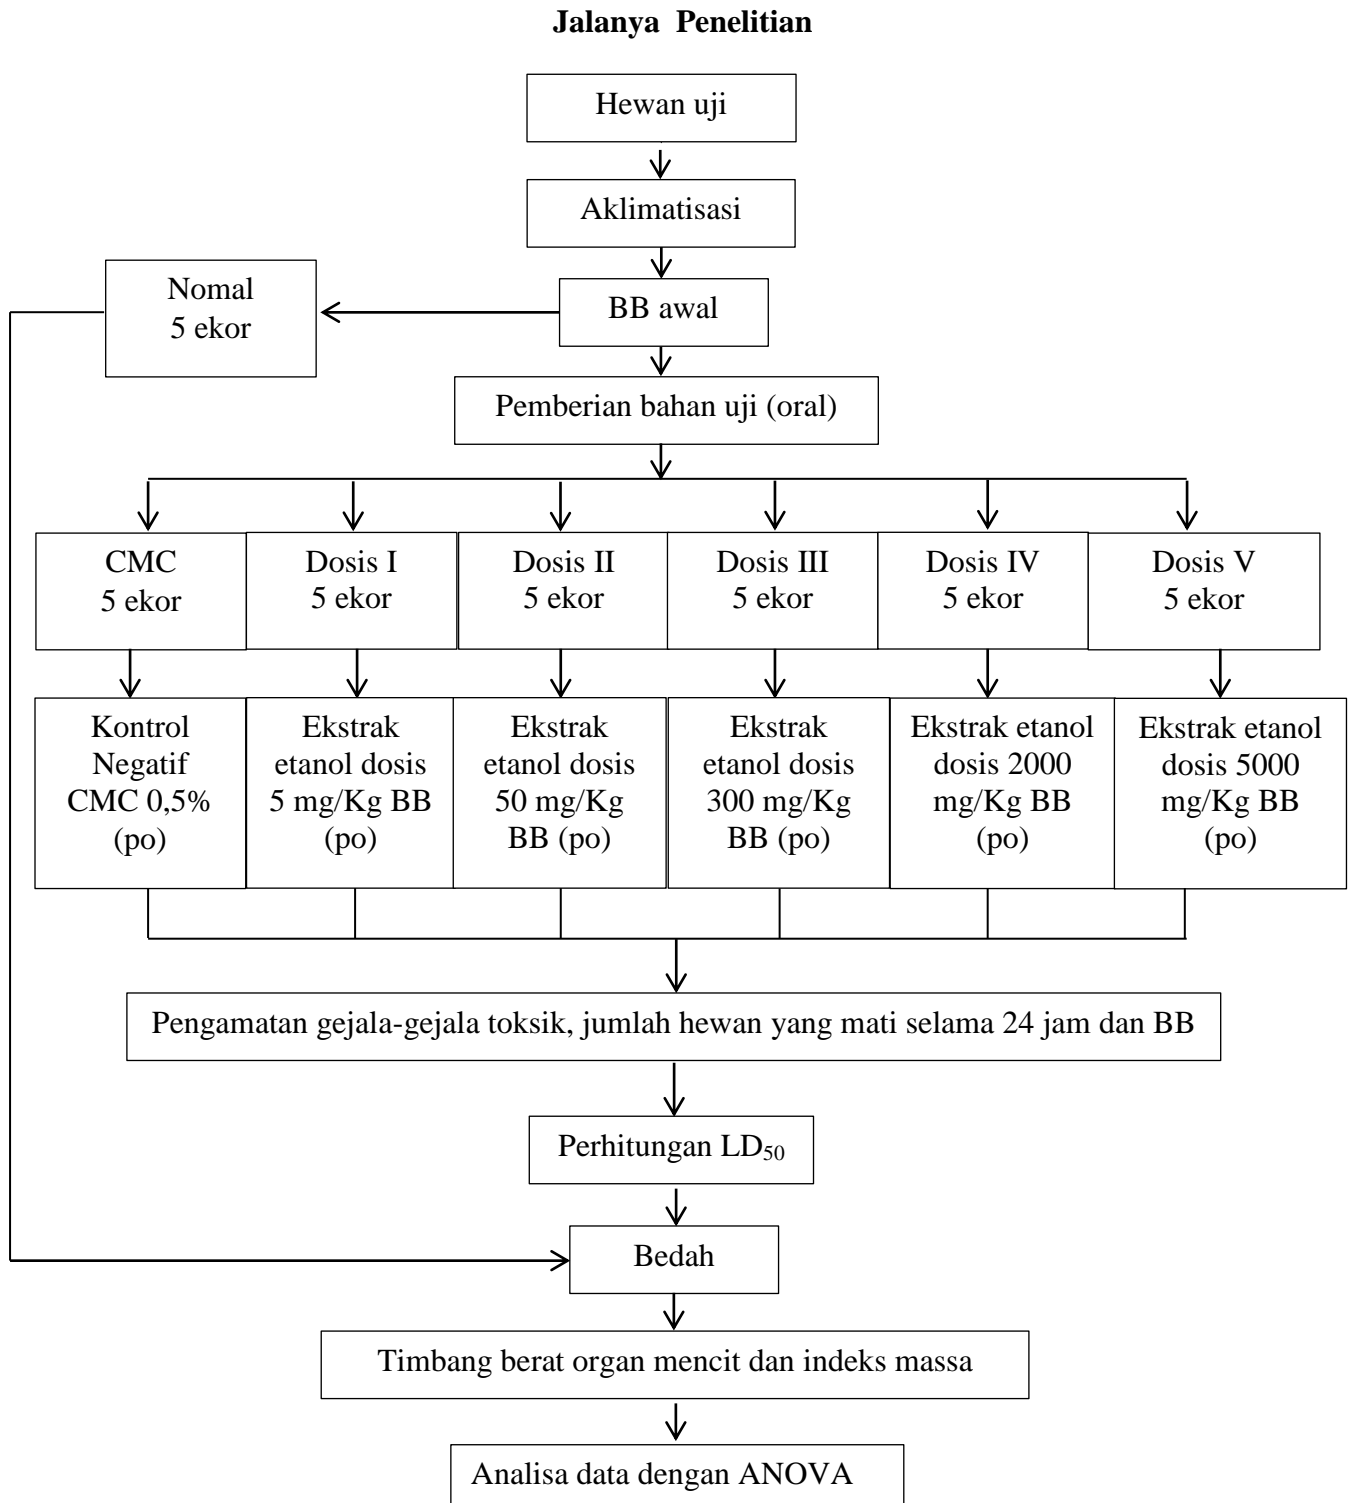 Jalanya Penelitian
Hewan uji
Aklimatisasi
Nomal
5 ekor
BB awal
Pemberian bahan uji (oral)
CMC
5 ekor
Dosis I
5 ekor
Dosis II
5 ekor
Dosis III
5 ekor
Dosis IV
5 ekor
Dosis V
5 ekor
Kontrol
Negatif
CMC 0,5%
(po)
Ekstrak
etanol dosis
5 mg/Kg BB
(po)
Ekstrak
etanol dosis
50 mg/Kg
BB (po)
Ekstrak
etanol dosis
300 mg/Kg
BB (po)
Ekstrak etanol
dosis 2000
mg/Kg BB
(po)
Ekstrak etanol
dosis 5000
mg/Kg BB
(po)
Pengamatan gejala-gejala toksik, jumlah hewan yang mati selama 24 jam dan BB
Perhitungan LD₅₀
Bedah
Timbang berat organ mencit dan indeks massa
Analisa data dengan ANOVA